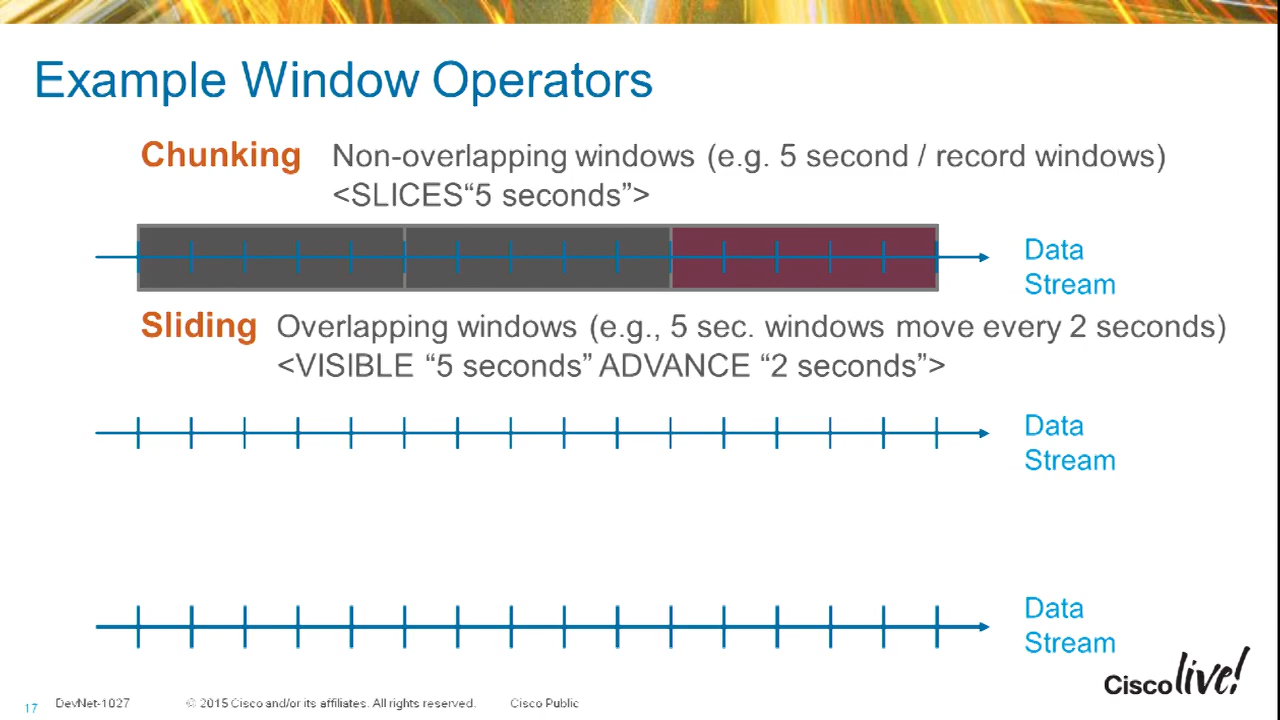 Example Window Operators
Chunking Non-overlapping windows (e.g. 5 second / record windows)
<SLICES“5 seconds”>
Data
Stream
Sliding Overlapping windows (e.g., 5 sec. windows move every 2 seconds)
<VISIBLE “5 seconds” ADVANCE “2 seconds”>
Data
Stream
Data
Stream
Cisco live!
17 DevNet-1027 © 2015 Cisco and/or its affiliates. All rights reserved. Cisco Public